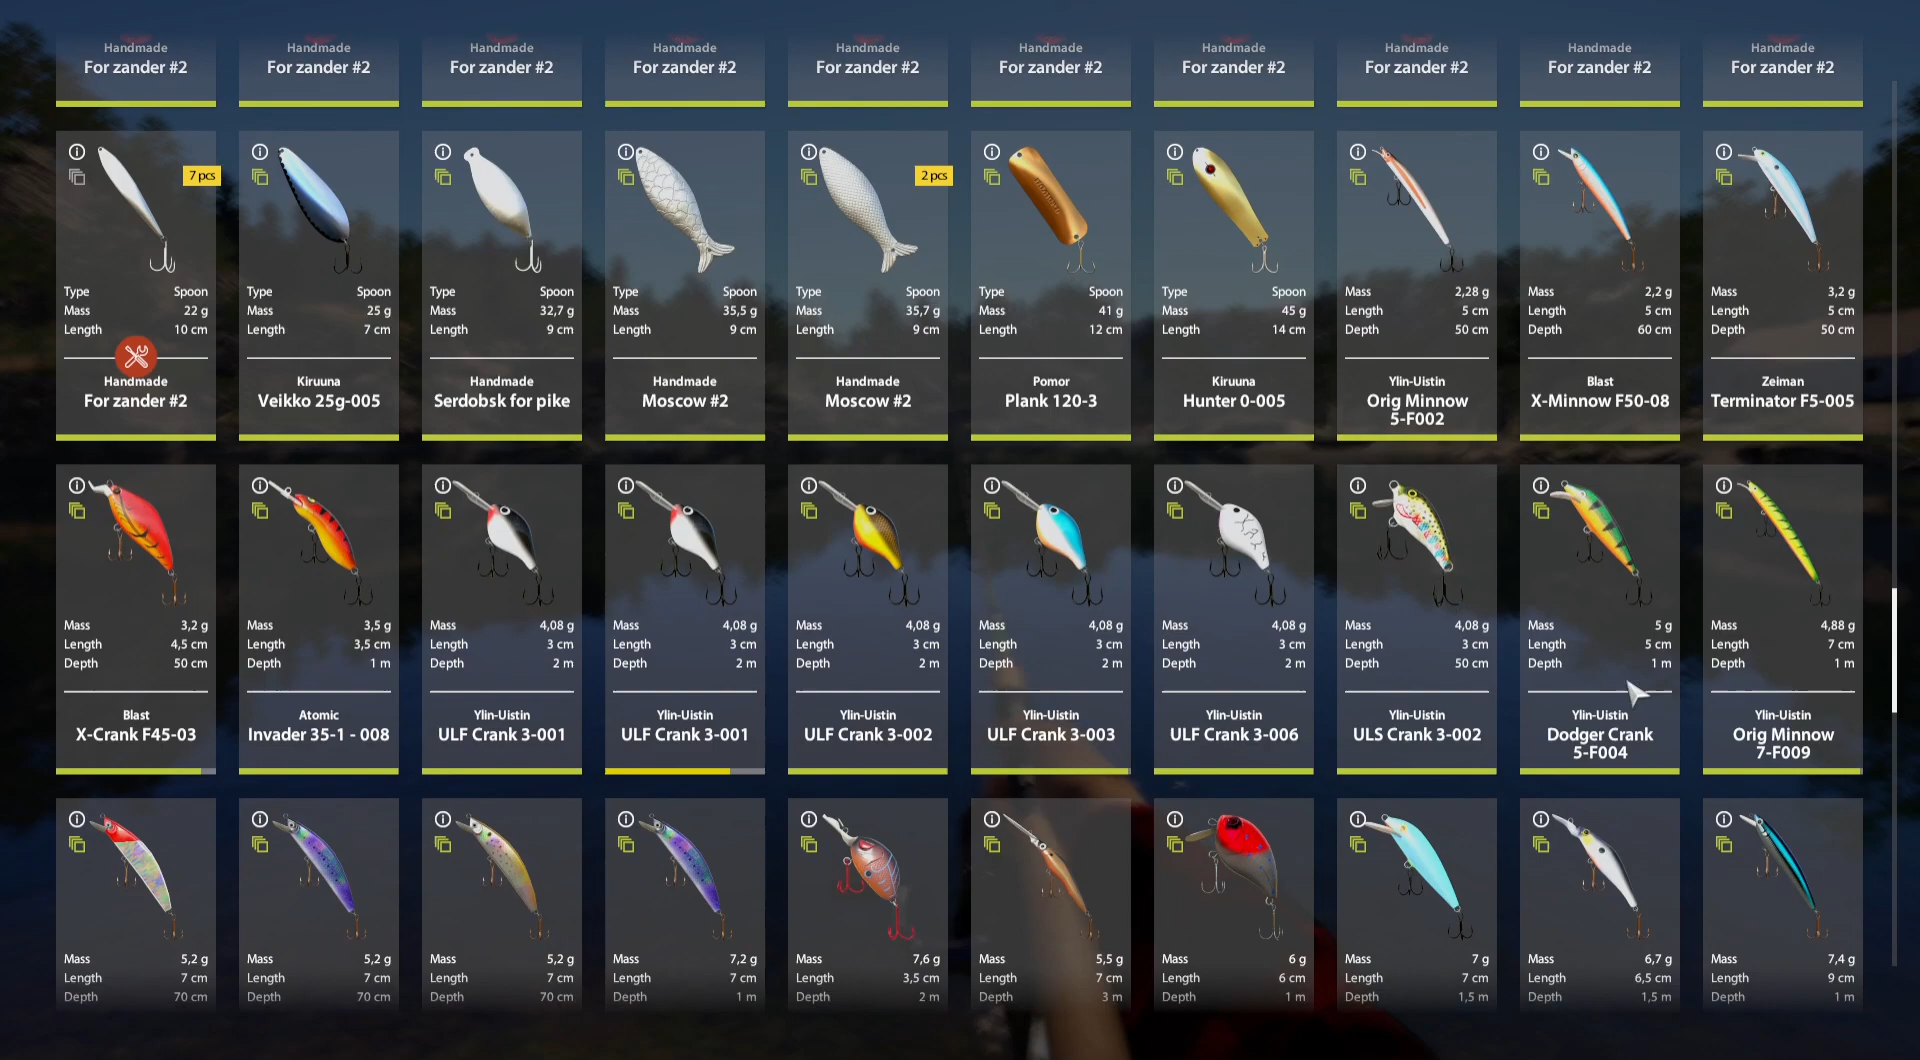 Handmade Handmade Handmade Handmade Handmade Handmade Handmade Handmade Handmade Handmade
For zander #2 For zander #2 For zander #2 For zander #2 For zander #2 For zander #2 For zander #2 For zander #2 For zander #2 For zander #2
7 pcs 2 pcs
Type Spoon Type Spoon Type Spoon Type Spoon Type Spoon Type Spoon Type Spoon Mass 2,28 g Mass 2,2 g Mass 3,2 g
Mass 22 g Mass 25 g Mass 32,7 g Mass 35,5 g Mass 35,7 g Mass 41 g Mass 45 g Length 5 cm Length 5 cm Length 5 cm
Length 10 cm Length 7 cm Length 9 cm Length 9 cm Length 9 cm Length 12 cm Length 14 cm Depth 50 cm Depth 60 cm Depth 50 cm
Handmade Kiruuna Handmade Handmade Handmade Pomor Kiruuna Ylin-Uistin Blast Zeiman
For zander #2 Veikko 25g-005 Serdobsk for pike Moscow #2 Moscow #2 Plank 120-3 Hunter 0-005 Orig Minnow X-Minnow F50-08 Terminator F5-005
5-F002
Mass 3,2 g Mass 3,5 g Mass 4,08 g Mass 4,08 g Mass 4,08 g Mass 4,08 g Mass 4,08 g Mass 4,08 g Mass 5 g Mass 4,88 g
Length 4,5 cm Length 3,5 cm Length 3 cm Length 3 cm Length 3 cm Length 3 cm Length 3 cm Length 3 cm Length 5 cm Length 7 cm
Depth 50 cm Depth 1 m Depth 2 m Depth 2 m Depth 2 m Depth 2 m Depth 2 m Depth 50 cm Depth 1 m Depth 1 m
Blast Atomic Ylin-Uistin Ylin-Uistin Ylin-Uistin Ylin-Uistin Ylin-Uistin Ylin-Uistin Ylin-Uistin Ylin-Uistin
X-Crank F45-03 Invader 35-1 - 008 ULF Crank 3-001 ULF Crank 3-001 ULF Crank 3-002 ULF Crank 3-003 ULF Crank 3-006 ULS Crank 3-002 Dodger Crank Orig Minnow
5-F004 7-F009
Mass 5,2 g Mass 5,2 g Mass 5,2 g Mass 7,2 g Mass 7,6 g Mass 5,5 g Mass 6 g Mass 7 g Mass 6,7 g Mass 7,4 g
Length 7 cm Length 7 cm Length 7 cm Length 7 cm Length 3,5 cm Length 7 cm Length 6 cm Length 7 cm Length 6,5 cm Length 9 cm
Depth 70 cm Depth 70 cm Depth 70 cm Depth 1 m Depth 2 m Depth 3 m Depth 1 m Depth 1,5 m Depth 1,5 m Depth 1 m